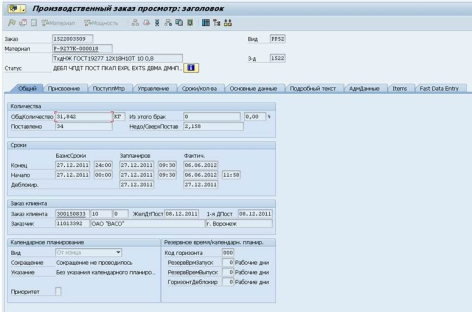 Производственный заказ просмотр: заголовок
Материал Мощность
Заказ 1522003509 Вид PP52
Материал P-9277R-000018
ТхдНЖ ГОСТ19277 12Х18Н10Т 10 0,8 З-д 1522
Статус ДЕБЛ ЧПДТ ПОСТ ПКАЛ EXPL EXTS ДВМА ДМНП...
Общий Присвоение ПоступлМтр Управление Сроки/кол-ва Основные данные Подробный текст АдмДанные Items Fast Data Entry
Количества
ОбщКоличество 31,842 КГ Из этого брак 0 0,00 %
Поставлено 34 Недо/СверхПостав 2,158
Сроки
БазисСроки Запланиров Фактич.
Конец 27.12.2011 24:00 27.12.2011 09:30 06.06.2012
Начало 27.12.2011 00:00 27.12.2011 09:30 06.06.2012 11:58
Деблокир. 27.12.2011 27.12.2011
Заказ клиента
Заказ клиента 300150833 10 0 ЖелДтПост 08.12.2011 1-я ДПост 08.12.2011
Заказчик 11013392 ОАО "ВАСО" г. Воронеж
Календарное планирование Резервное время/календарн. планир.
Вид От конца Код горизонта 000
Сокращение Сокращение не проводилось РезервВрмЗапуск 0 Рабочие дни
Указание Без указания календарного планиро... РезервВремВыпуск 0 Рабочие дни
ГоризонтДеблокир 0 Рабочие дни
Приоритет